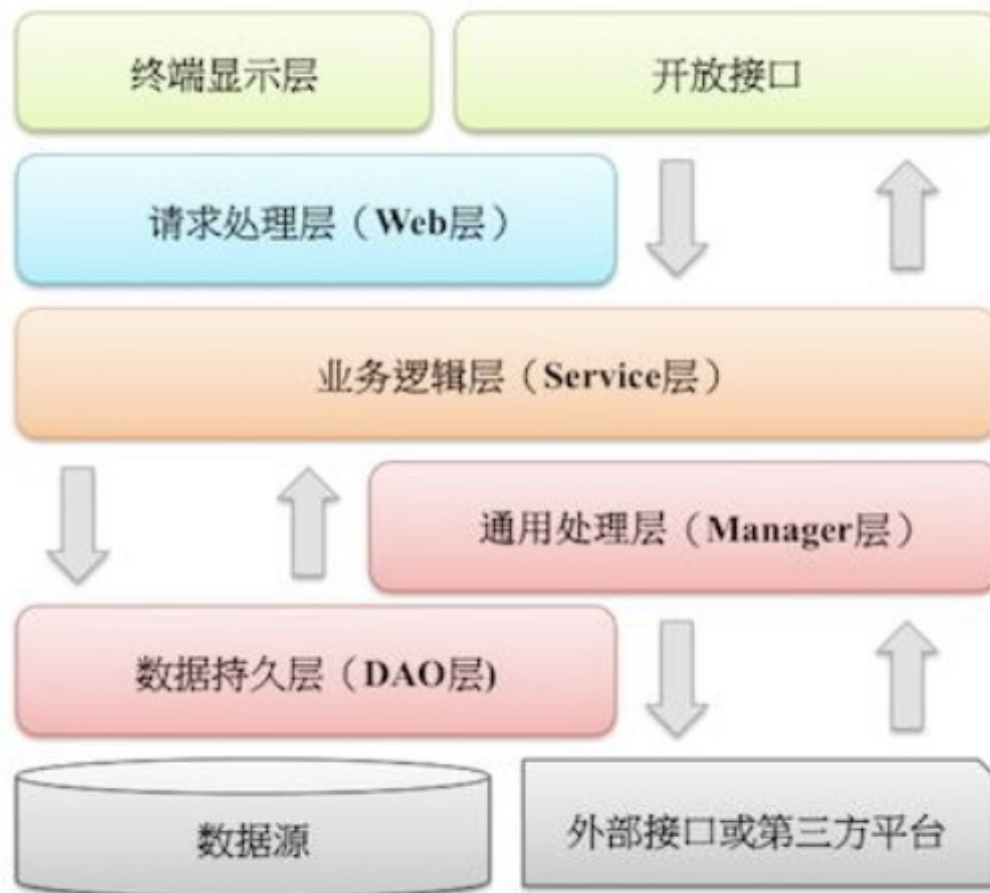 终端显示层
开放接口
请求处理层（Web层）
业务逻辑层（Service层）
通用处理层（Manager层）
数据持久层（DAO层)
数据源
外部接口或第三方平台